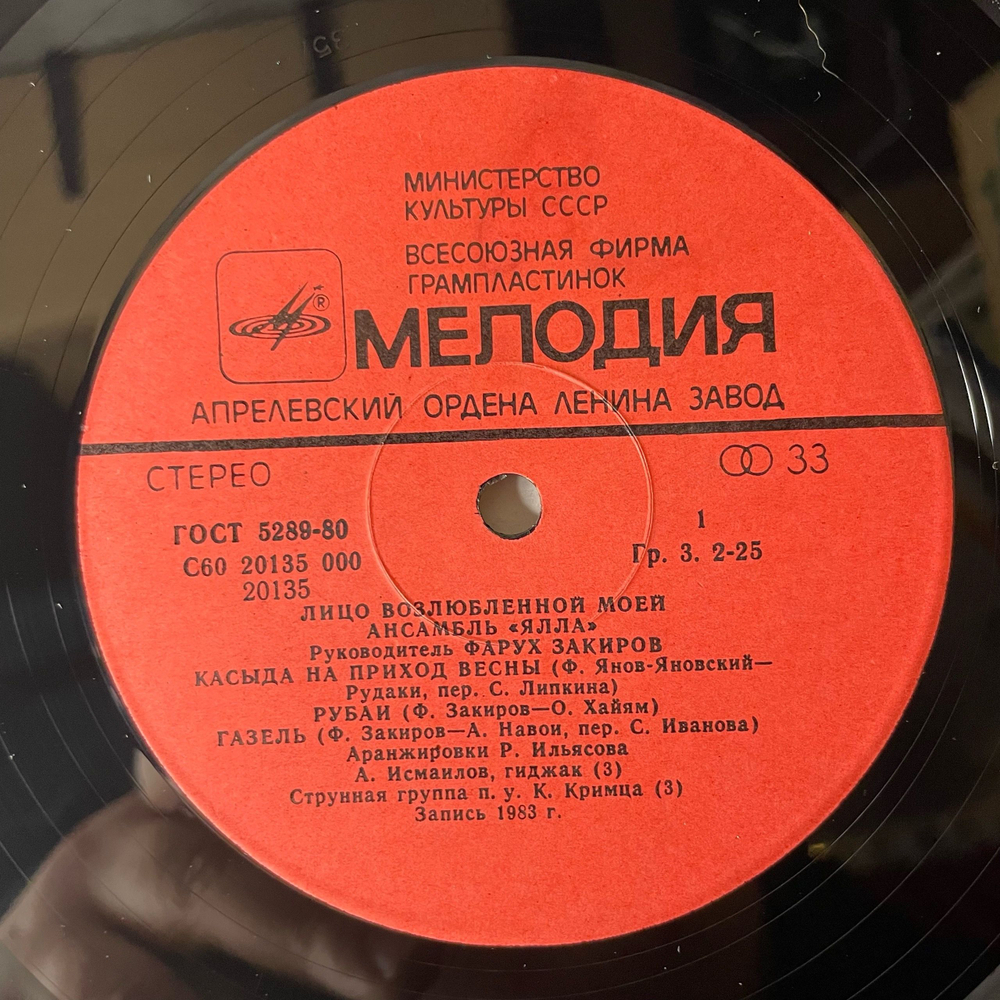 МИНИСТЕРСТВО
КУЛЬТУРЫ СССР
ВСЕСОЮЗНАЯ ФИРМА
ГРАМПЛАСТИНОК
®
МЕЛОДИЯ
АПРЕЛЕВСКИЙ ОРДЕНА ЛЕНИНА ЗАВОД
СТЕРЕО
33
ГОСТ 5289-80
1
С60 20135 000
Гр. 3. 2-25
20135
ЛИЦО ВОЗЛЮБЛЕННОЙ МОЕЙ
АНСАМБЛЬ «ЯЛЛА»
Руководитель ФАРУХ ЗАКИРОВ
КАСЫДА НА ПРИХОД ВЕСНЫ (Ф. Янов-Яновский—
Рудаки, пер. С. Липкина)
РУБАИ (Ф. Закиров—О. Хайям)
ГАЗЕЛЬ (Ф. Закиров—А. Навои, пер. С. Иванова)
Аранжировки Р. Ильясова
А. Исмаилов, гиджак (3)
Струнная группа п. у. К. Кримца (3)
Запись 1983 г.